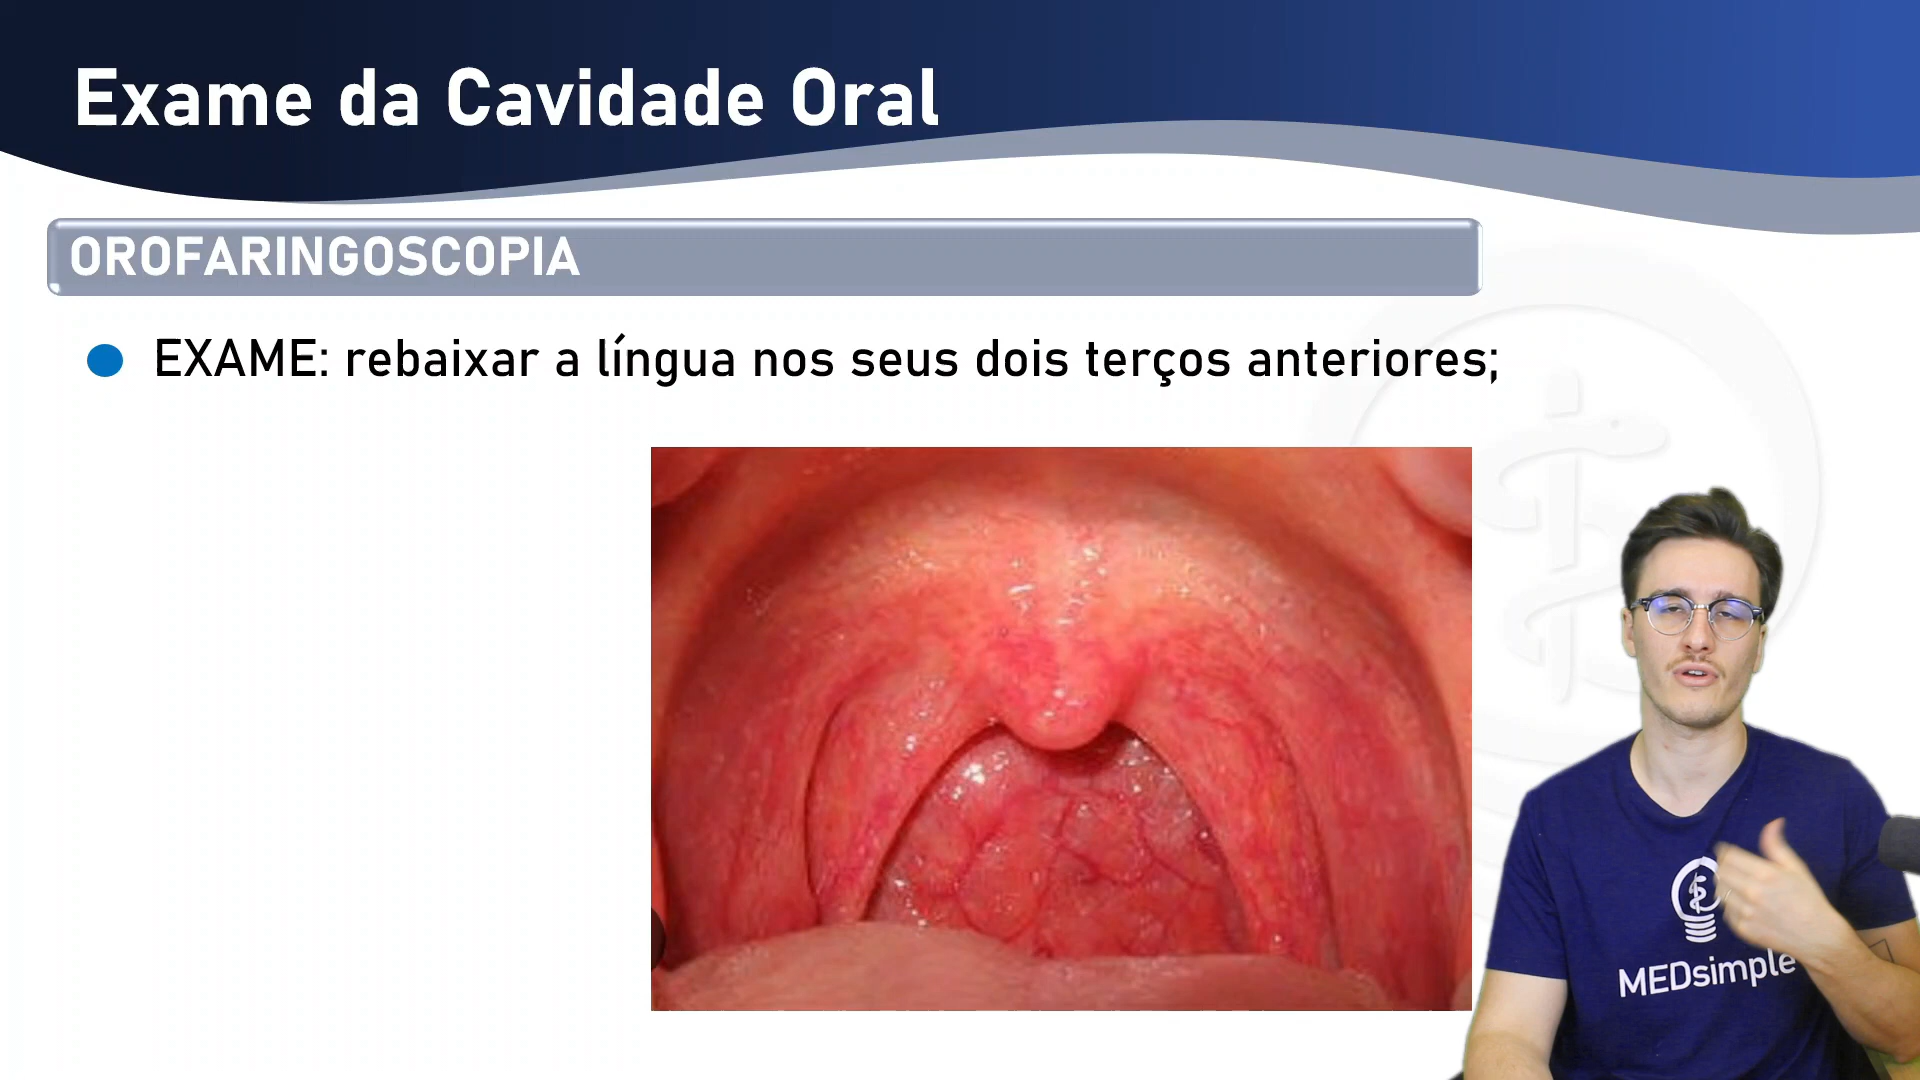 Exame da Cavidade Oral
OROFARINGOSCOPIA
EXAME: rebaixar a língua nos seus dois terços anteriores;
MEDsimple